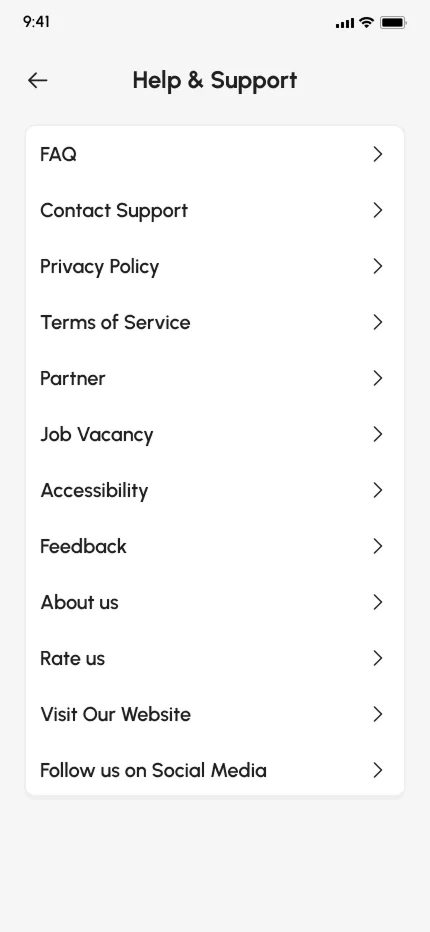 9:41
Help & Support
FAQ
Contact Support
Privacy Policy
Terms of Service
Partner
Job Vacancy
Accessibility
Feedback
About us
Rate us
Visit Our Website
Follow us on Social Media